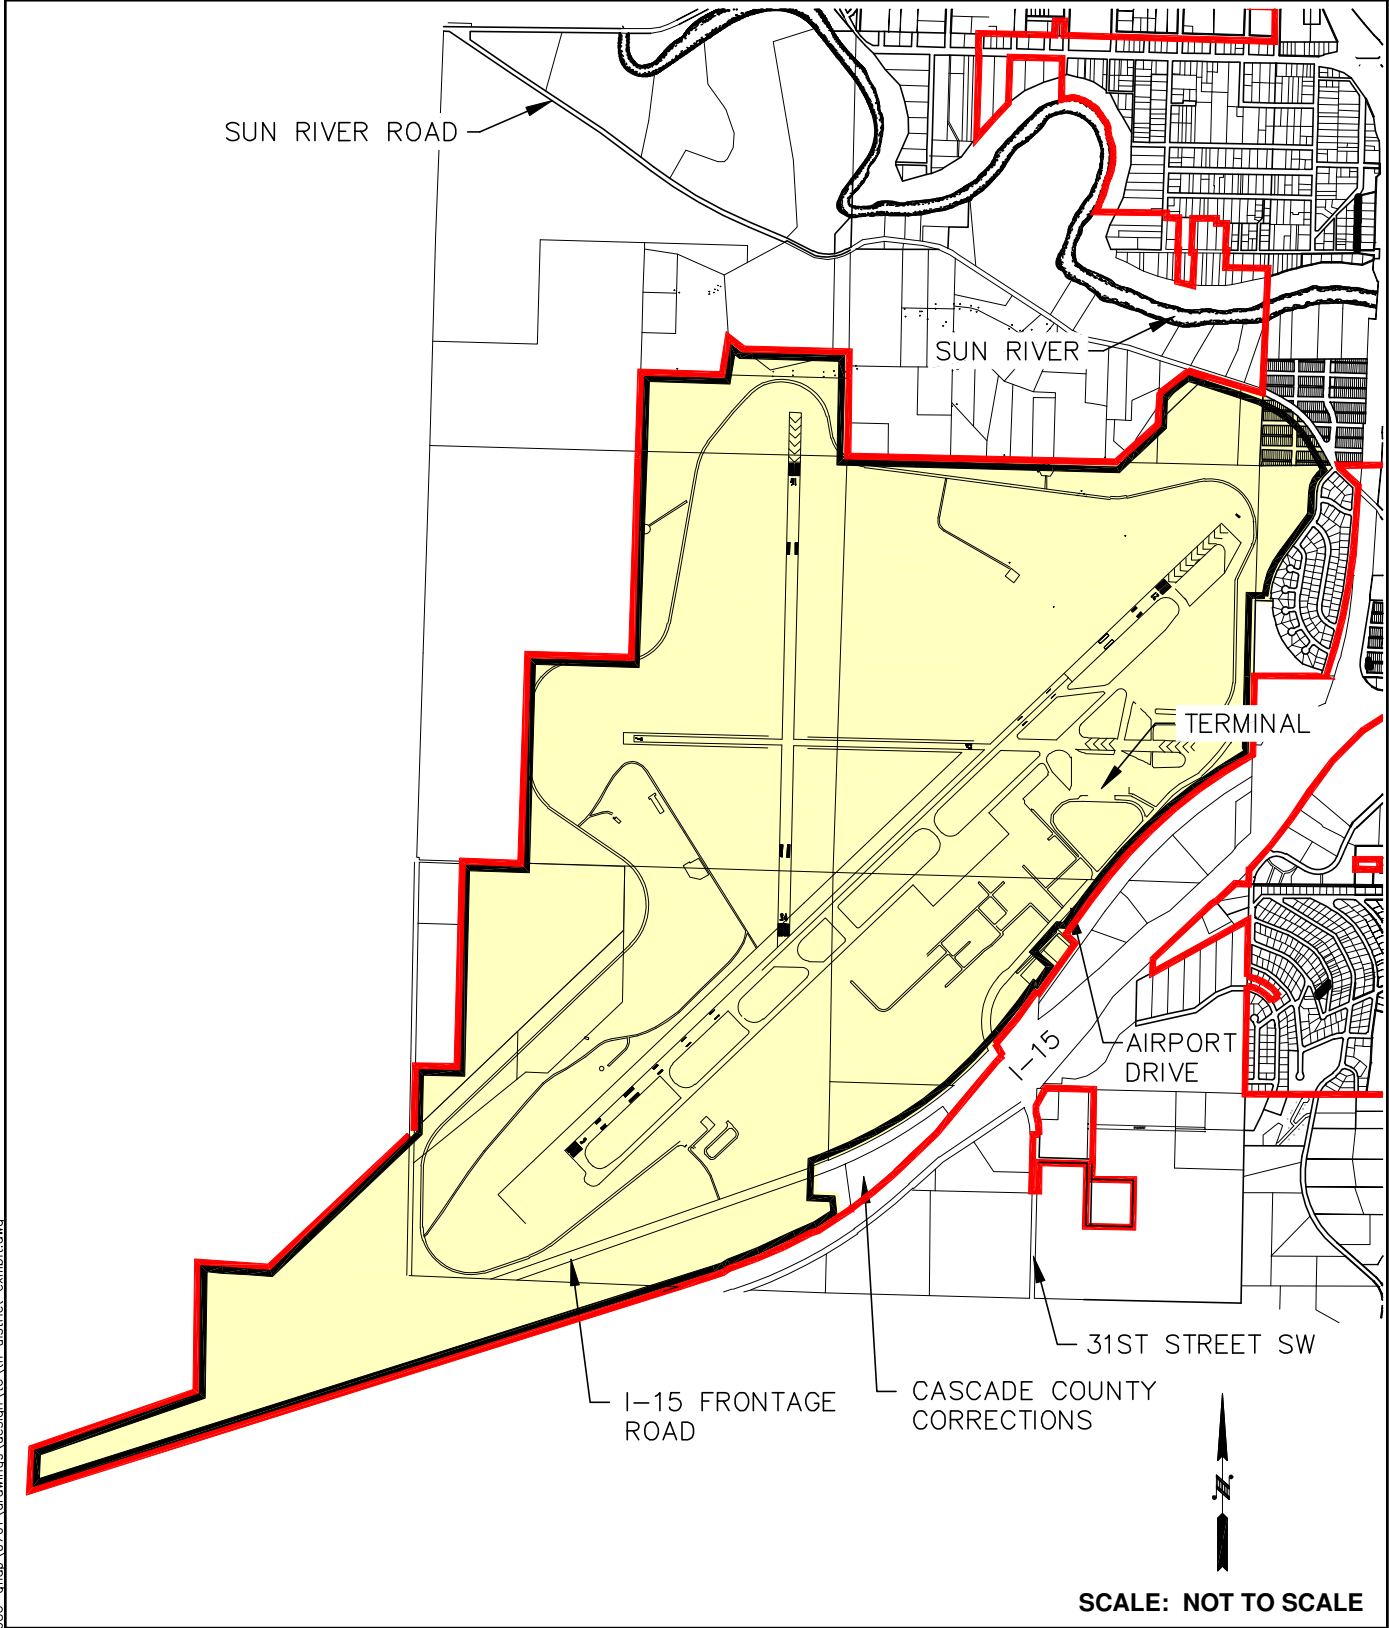 SUN RIVER ROAD
SUN RIVER
TERMINAL
I-15
AIRPORT
DRIVE
31ST STREET SW
I-15 FRONTAGE
ROAD
CASCADE COUNTY
CORRECTIONS
N
SCALE: NOT TO SCALE